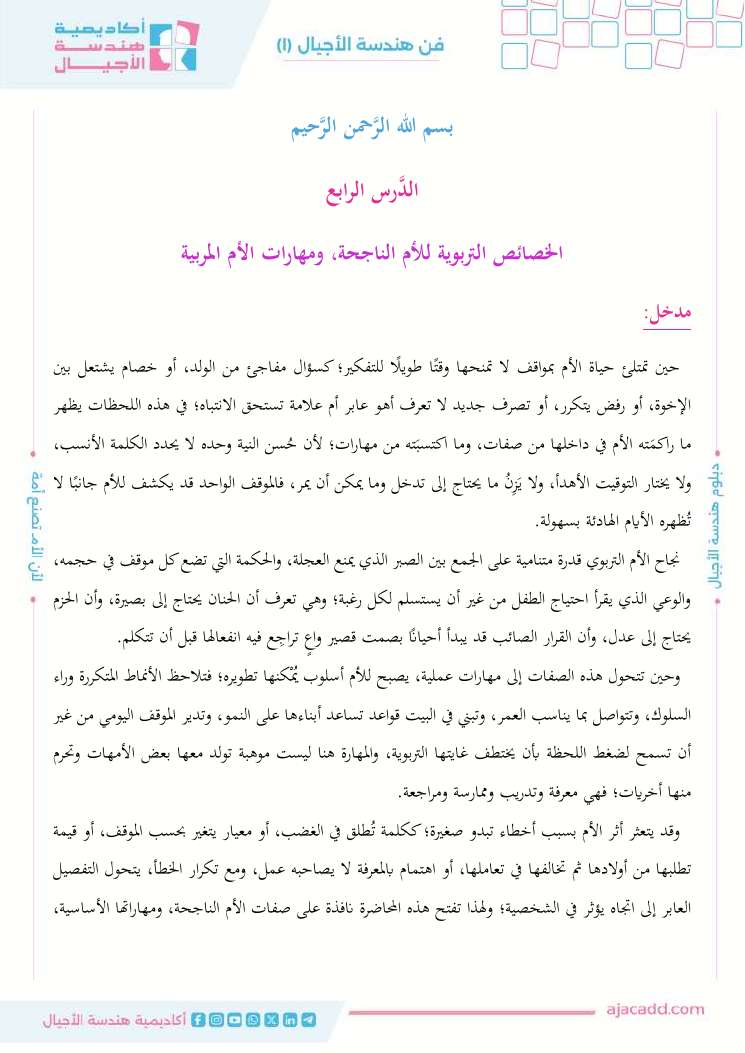 أكاديمية
هندسة
الأجيال
فن هندسة الأجيال (١)
بسم الله الرَّحمن الرَّحيم
الدَّرس الرابع
الخصائص التربوية للأم الناجحة، ومهارات الأم المربية
مدخل:
حين تمتلئ حياة الأم بمواقف لا تمنحها وقتًا طويلًا للتفكير؛ كسؤال مفاجئ من الولد، أو خصام يشتعل بين
الإخوة، أو رفض يتكرر، أو تصرف جديد لا تعرف أهو عابر أم علامة تستحق الانتباه؛ في هذه اللحظات يظهر
ما راكمَته الأم في داخلها من صفات، وما اكتسبَته من مهارات؛ لأن حُسن النية وحده لا يحدد الكلمة الأنسب،
ولا يختار التوقيت الأهدأ، ولا يَزِنُ ما يحتاج إلى تدخل وما يمكن أن يمر، فالموقف الواحد قد يكشف للأم جانبًا لا
تُظهره الأيام الهادئة بسهولة.
نجاح الأم التربوي قدرة متنامية على الجمع بين الصبر الذي يمنع العجلة، والحكمة التي تضع كل موقف في حجمه،
والوعي الذي يقرأ احتياج الطفل من غير أن يستسلم لكل رغبة؛ وهي تعرف أن الحنان يحتاج إلى بصيرة، وأن الحزم
يحتاج إلى عدل، وأن القرار الصائب قد يبدأ أحيانًا بصمت قصير واعٍ تراجِع فيه انفعالها قبل أن تتكلم.
وحين تتحول هذه الصفات إلى مهارات عملية، يصبح للأم أسلوب يُمْكنها تطويره؛ فتلاحظ الأنماط المتكررة وراء
السلوك، وتتواصل بما يناسب العمر، وتبني في البيت قواعد تساعد أبناءها على النمو، وتدير الموقف اليومي من غير
أن تسمح لضغط اللحظة بأن يختطف غايتها التربوية، والمهارة هنا ليست موهبة تولد معها بعض الأمهات وتحرم
منها أخريات؛ فهي معرفة وتدريب وممارسة ومراجعة.
وقد يتعثر أثر الأم بسبب أخطاء تبدو صغيرة؛ ككلمة تُطلق في الغضب، أو معيار يتغير بحسب الموقف، أو قيمة
تطلبها من أولادها ثم تخالفها في تعاملها، أو اهتمام بالمعرفة لا يصاحبه عمل، ومع تكرار الخطأ، يتحول التفصيل
العابر إلى اتجاه يؤثر في الشخصية؛ ولهذا تفتح هذه المحاضرة نافذة على صفات الأم الناجحة، ومهاراتها الأساسية،
دبلوم هندسة الأجيال
لأن الأم تصنع أمة
ajacadd.com
أكاديمية هندسة الأجيال